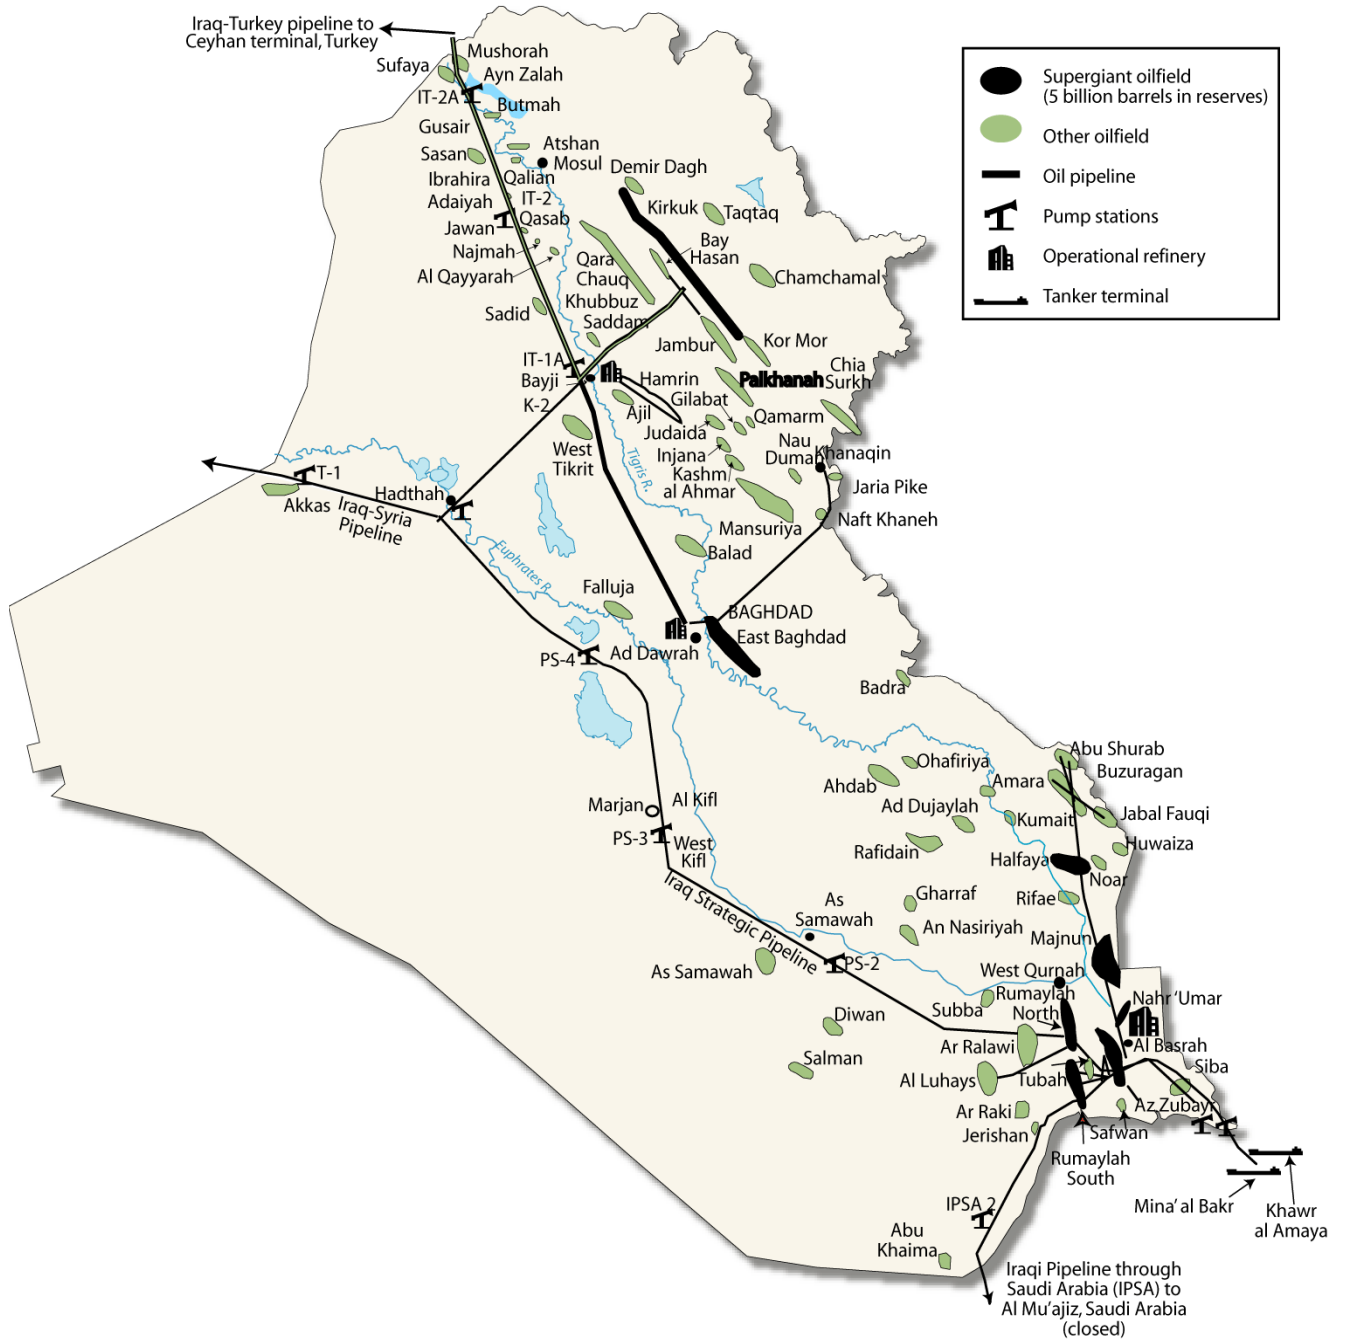 Iraq-Turkey pipeline to
Ceyhan terminal, Turkey
Mushorah
Sufaya
Ayn Zalah
IT-2A
Butmah
Gusair
Atshan
Sasan
Mosul
Demir Dagh
Ibrahira
Qalian
Adaiyah
IT-2
Kirkuk
Taqtaq
Jawan
Qasab
Najmah
Bay
Hasan
Al Qayyarah
Qara
Chauq
Chamchamal
Khubbuz
Sadid
Saddam
Jambur
Kor Mor
IT-1A
Bayji
Hamrin
Palkhanah
Chia
Surkh
K-2
Gilabat
Ajil
Qamarm
Judaida
West
Tikrit
Nau
Duman
Injana
Khanaqin
Kashm
al Ahmar
Tigris R.
T-1
Jaria Pike
Hadthah
Akkas
Iraq-Syria
Pipeline
Naft Khaneh
Mansuriya
Balad
Euphrates R.
Falluja
BAGHDAD
East Baghdad
PS-4
Ad Dawrah
Badra
Abu Shurab
Buzuragan
Ohafiriya
Ahdab
Amara
Marjan
Al Kifl
Ad Dujaylah
Kumait
Jabal Fauqi
PS-3
West
Kifl
Rafidain
Halfaya
Huwaiza
Noar
Iraq Strategic Pipeline
Gharraf
Rifae
As
Samawah
An Nasiriyah
Majnun
As Samawah
PS-2
West Qurnah
Rumaylah
North
Nahr ‘Umar
Subba
Diwan
Al Basrah
Ar Ralawi
Salman
Siba
Al Luhays
Tubah
Az Zubayr
Ar Raki
Jerishan
Safwan
Rumaylah
South
IPSA 2
Mina’ al Bakr
Khawr
al Amaya
Abu
Khaima
Iraqi Pipeline through
Saudi Arabia (IPSA) to
Al Mu’ajiz, Saudi Arabia
(closed)
Supergiant oilfield
(5 billion barrels in reserves)
Other oilfield
Oil pipeline
Pump stations
Operational refinery
Tanker terminal